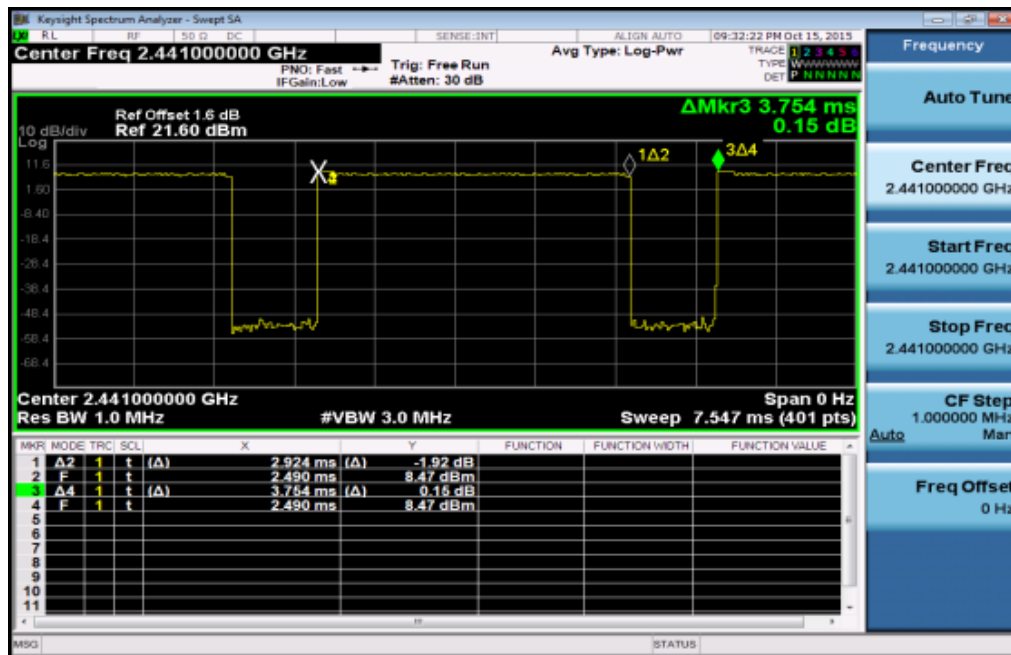 Keysight Spectrum Analyzer - Swept SA
RL RF 50 Ω DC SENSE:INT ALIGN AUTO 09:32:22 PM Oct 15, 2015
Center Freq 2.441000000 GHz
PNO: Fast
IFGain:Low
Trig: Free Run
#Atten: 30 dB
Avg Type: Log-Pwr
TRACE 1 2 3 4 5 6
TYPE WWWWWW
DET P N N N N N
Ref Offset 1.6 dB
10 dB/div Ref 21.60 dBm
Log
ΔMkr3 3.754 ms
0.15 dB
11.6
1.60
-8.40
-18.4
-28.4
-38.4
-48.4
-58.4
-68.4
1Δ2
3Δ4
Center 2.441000000 GHz Span 0 Hz
Res BW 1.0 MHz #VBW 3.0 MHz Sweep 7.547 ms (401 pts)
MKR MODE TRC SCL X Y FUNCTION FUNCTION WIDTH FUNCTION VALUE
1 Δ2 1 t (Δ) 2.924 ms (Δ) -1.92 dB
2 F 1 t 2.490 ms 8.47 dBm
3 Δ4 1 t (Δ) 3.754 ms (Δ) 0.15 dB
4 F 1 t 2.490 ms 8.47 dBm
5
6
7
8
9
10
11
MSG STATUS
Frequency
Auto Tune
Center Freq
2.441000000 GHz
Start Freq
2.441000000 GHz
Stop Freq
2.441000000 GHz
CF Step
1.000000 MHz
Auto Man
Freq Offset
0 Hz